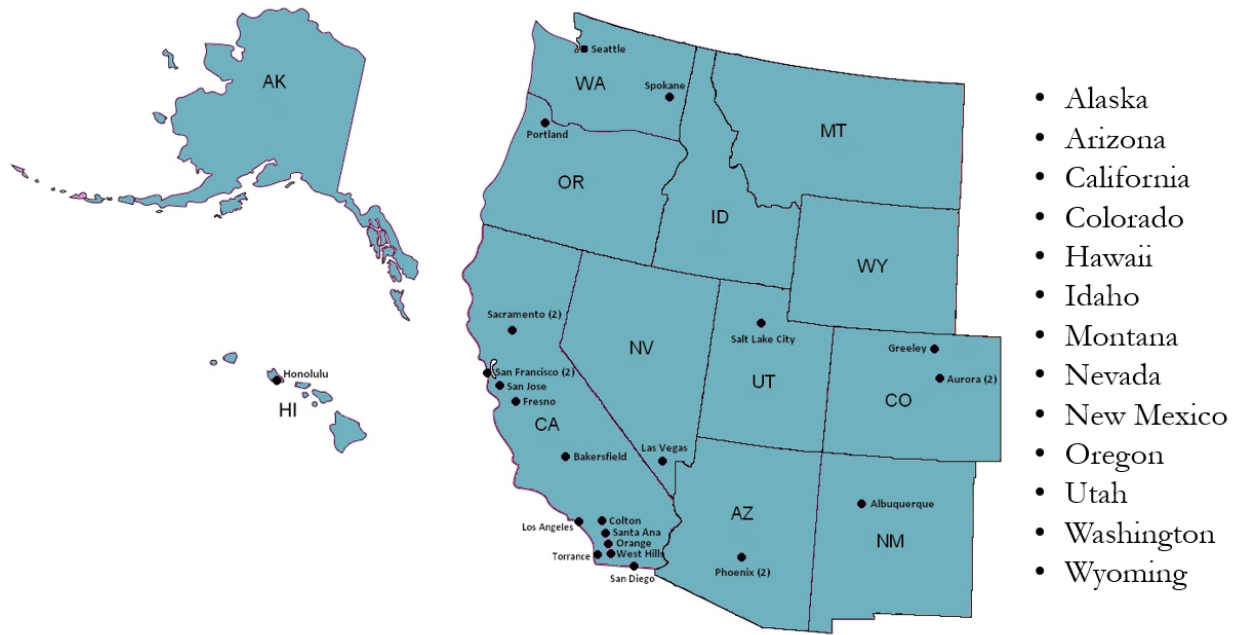 AK
Seattle
WA
Spokane
Portland
MT
OR
ID
WY
Sacramento (2)
Salt Lake City
Greeley
NV
San Francisco (2)
Honolulu
Aurora (2)
San Jose
UT
Fresno
CO
HI
CA
Las Vegas
Bakersfield
Albuquerque
AZ
Los Angeles
Colton
Santa Ana
NM
Orange
Torrance
West Hills
Phoenix (2)
San Diego
• Alaska
• Arizona
• California
• Colorado
• Hawaii
• Idaho
• Montana
• Nevada
• New Mexico
• Oregon
• Utah
• Washington
• Wyoming